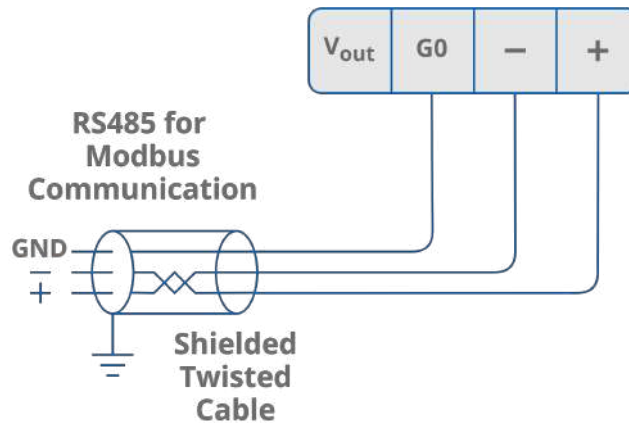 Vout G0 − +
RS485 for
Modbus
Communication
GND
−
+
Shielded
Twisted
Cable